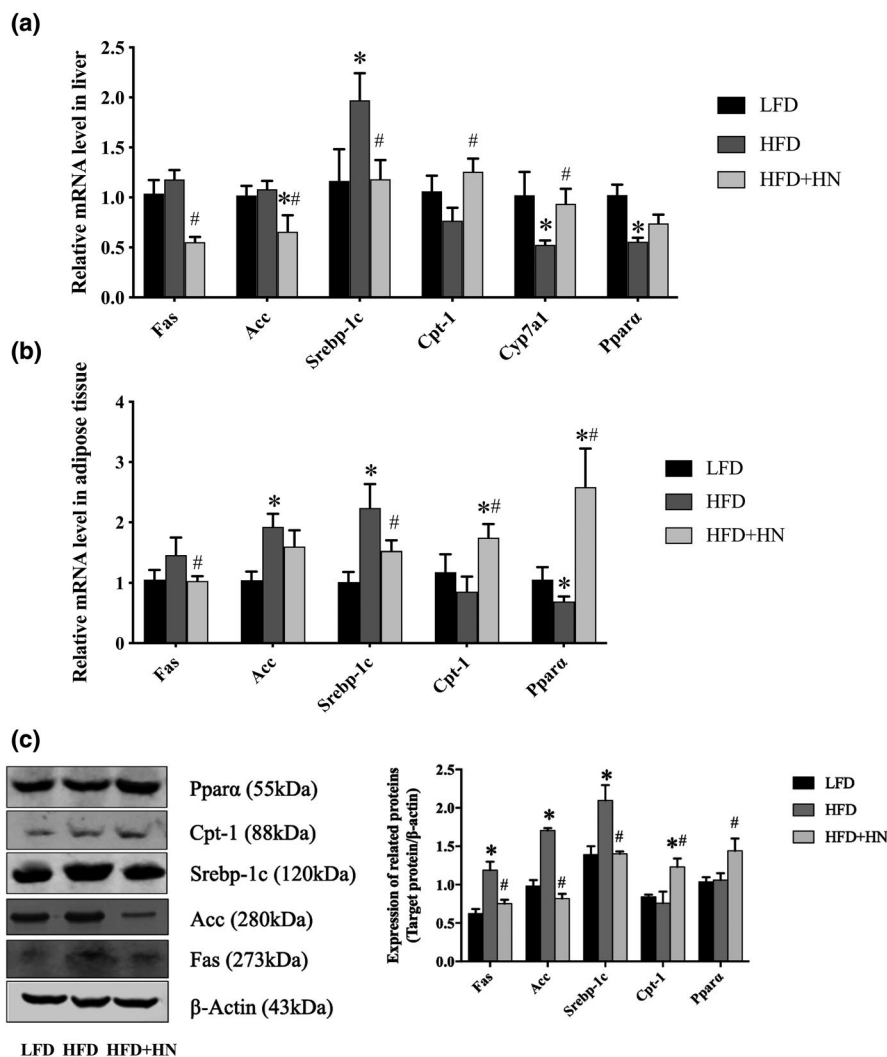 (a)
Relative mRNA level in liver
2.5
2.0
1.5
1.0
0.5
0.0
*
#
*#
#
#
*
#
*
Fas
Acc
Srebp-1c
Cpt-1
Cyp7a1
Pparα
LFD
HFD
HFD+HN
(b)
Relative mRNA level in adipose tissue
4
3
2
1
0
#
*
*
#
*#
*
*#
Fas
Acc
Srebp-1c
Cpt-1
Pparα
LFD
HFD
HFD+HN
(c)
Pparα (55kDa)
Cpt-1 (88kDa)
Srebp-1c (120kDa)
Acc (280kDa)
Fas (273kDa)
β-Actin (43kDa)
LFD HFD HFD+HN
Expression of related proteins
(Target protein/β-actin)
2.5
2.0
1.5
1.0
0.5
0.0
*
#
*
#
*
#
*#
#
Fas
Acc
Srebp-1c
Cpt-1
Pparα
LFD
HFD
HFD+HN